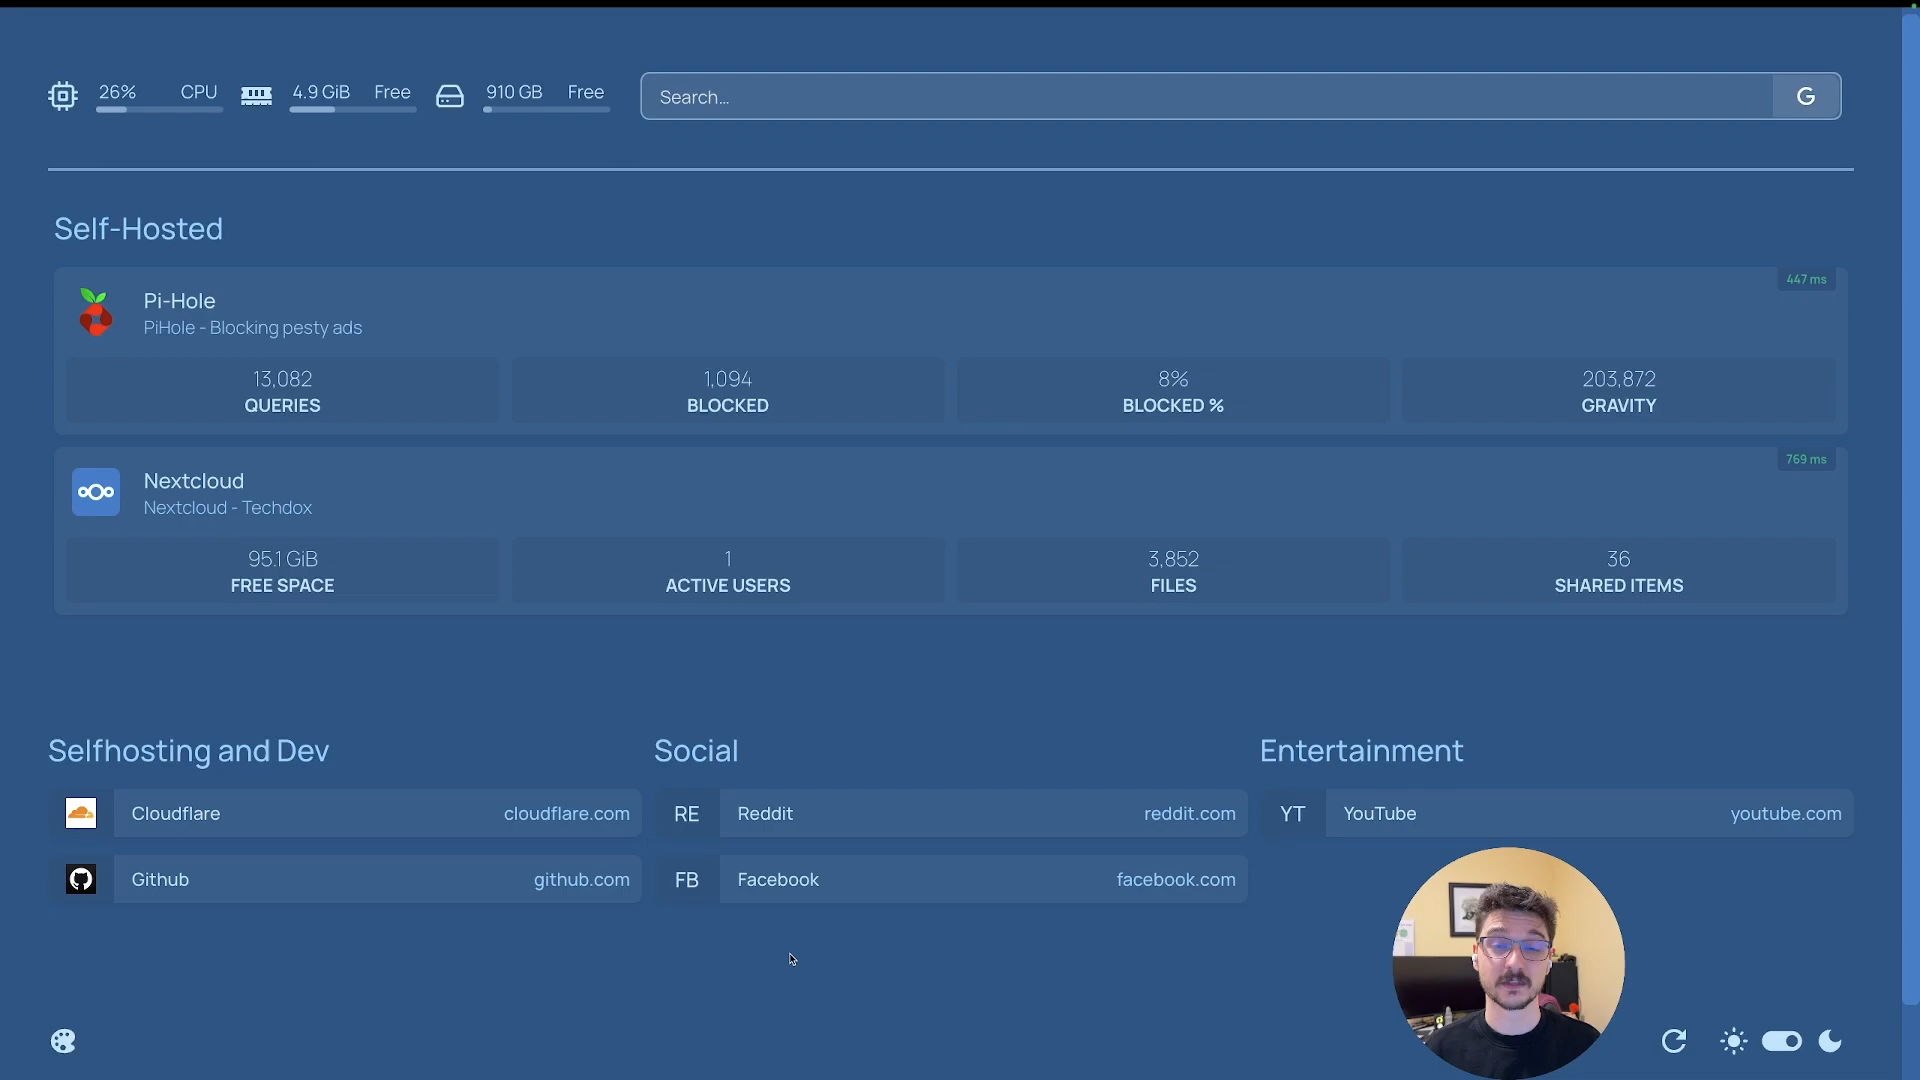 26% CPU 4.9 GiB Free 910 GB Free Search... G
Self-Hosted
Pi-Hole 447 ms
PiHole - Blocking pesty ads
13,082 1,094 8% 203,872
QUERIES BLOCKED BLOCKED % GRAVITY
Nextcloud 769 ms
Nextcloud - Techdox
95.1 GiB 1 3,852 36
FREE SPACE ACTIVE USERS FILES SHARED ITEMS
Selfhosting and Dev Social Entertainment
Cloudflare cloudflare.com RE Reddit reddit.com YT YouTube youtube.com
Github github.com FB Facebook facebook.com